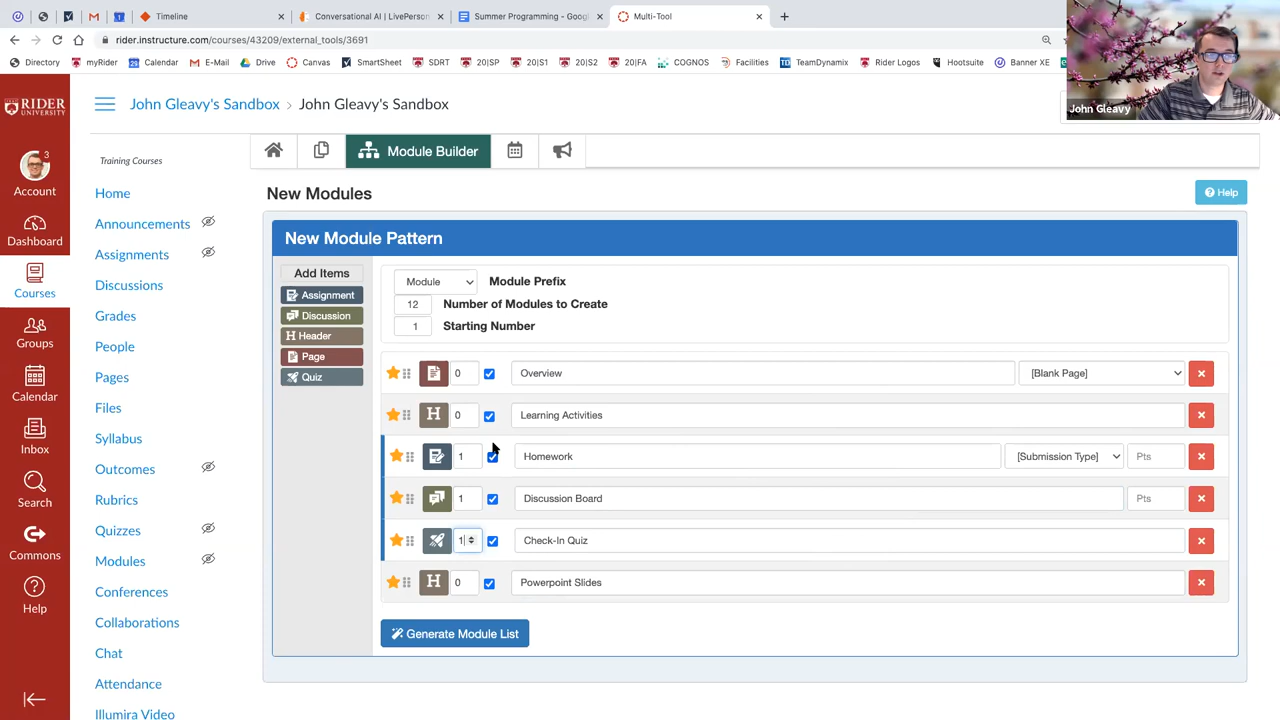 Timeline
Conversational AI | LivePerson
Summer Programming - Goog
Multi-Tool
rider.instructure.com/courses/43209/external_tools/3691
Directory
myRider
Calendar
E-Mail
Drive
Canvas
SmartSheet
SDRT
20|SP
20|S1
20|S2
20|FA
COGNOS
Facilities
TeamDynamix
Rider Logos
Hootsuite
Banner XE
John Gleavy
RIDER
UNIVERSITY
3
Account
Dashboard
Courses
Groups
Calendar
Inbox
Search
Commons
Help
John Gleavy's Sandbox > John Gleavy's Sandbox
Training Courses
Home
Announcements
Assignments
Discussions
Grades
People
Pages
Files
Syllabus
Outcomes
Rubrics
Quizzes
Modules
Conferences
Collaborations
Chat
Attendance
Illumira Video
Module Builder
New Modules
Help
New Module Pattern
Add Items
Assignment
Discussion
H Header
Page
Quiz
Module
Module Prefix
12
Number of Modules to Create
1
Starting Number
0
Overview
[Blank Page]
H
0
Learning Activities
1
Homework
[Submission Type]
Pts
1
Discussion Board
Pts
1
Check-In Quiz
H
0
Powerpoint Slides
Generate Module List